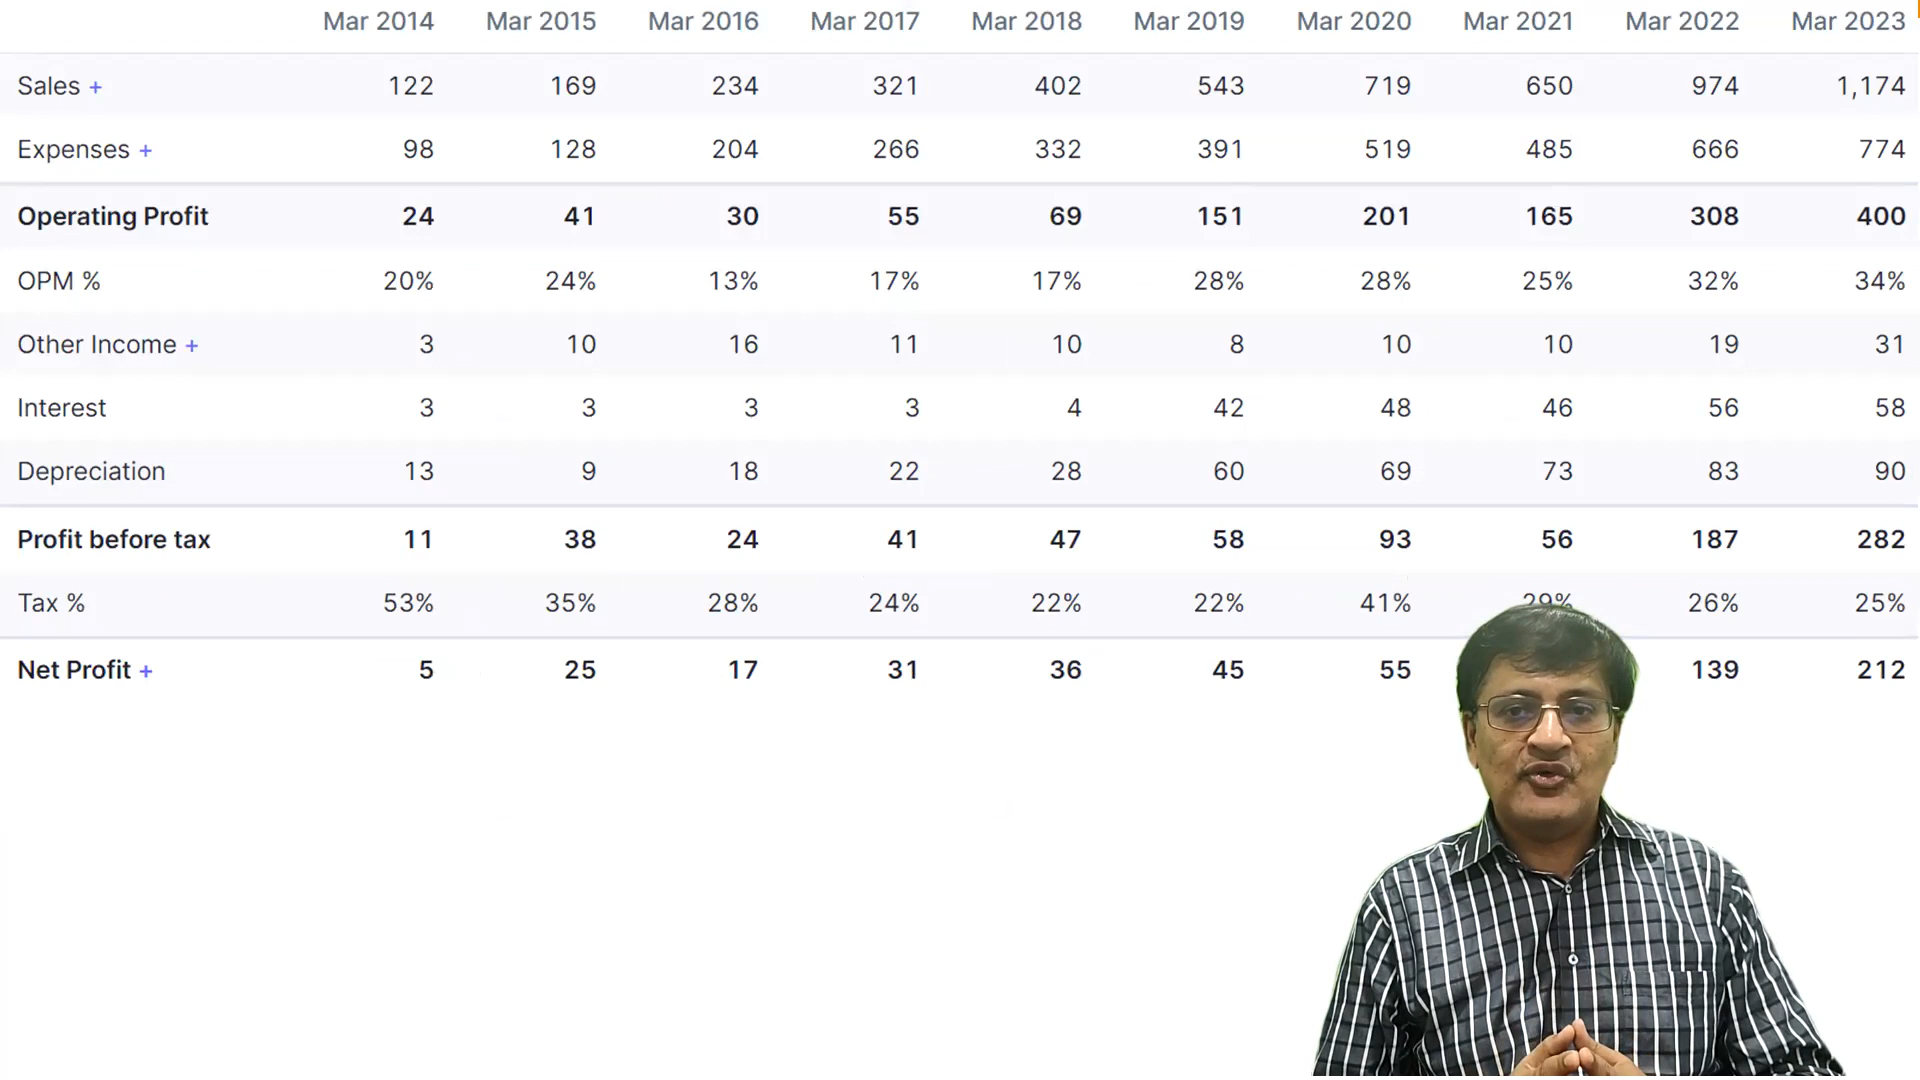 Mar 2014 Mar 2015 Mar 2016 Mar 2017 Mar 2018 Mar 2019 Mar 2020 Mar 2021 Mar 2022 Mar 2023
Sales + 122 169 234 321 402 543 719 650 974 1,174
Expenses + 98 128 204 266 332 391 519 485 666 774
Operating Profit 24 41 30 55 69 151 201 165 308 400
OPM % 20% 24% 13% 17% 17% 28% 28% 25% 32% 34%
Other Income + 3 10 16 11 10 8 10 10 19 31
Interest 3 3 3 3 4 42 48 46 56 58
Depreciation 13 9 18 22 28 60 69 73 83 90
Profit before tax 11 38 24 41 47 58 93 56 187 282
Tax % 53% 35% 28% 24% 22% 22% 41% 29% 26% 25%
Net Profit + 5 25 17 31 36 45 55 139 212